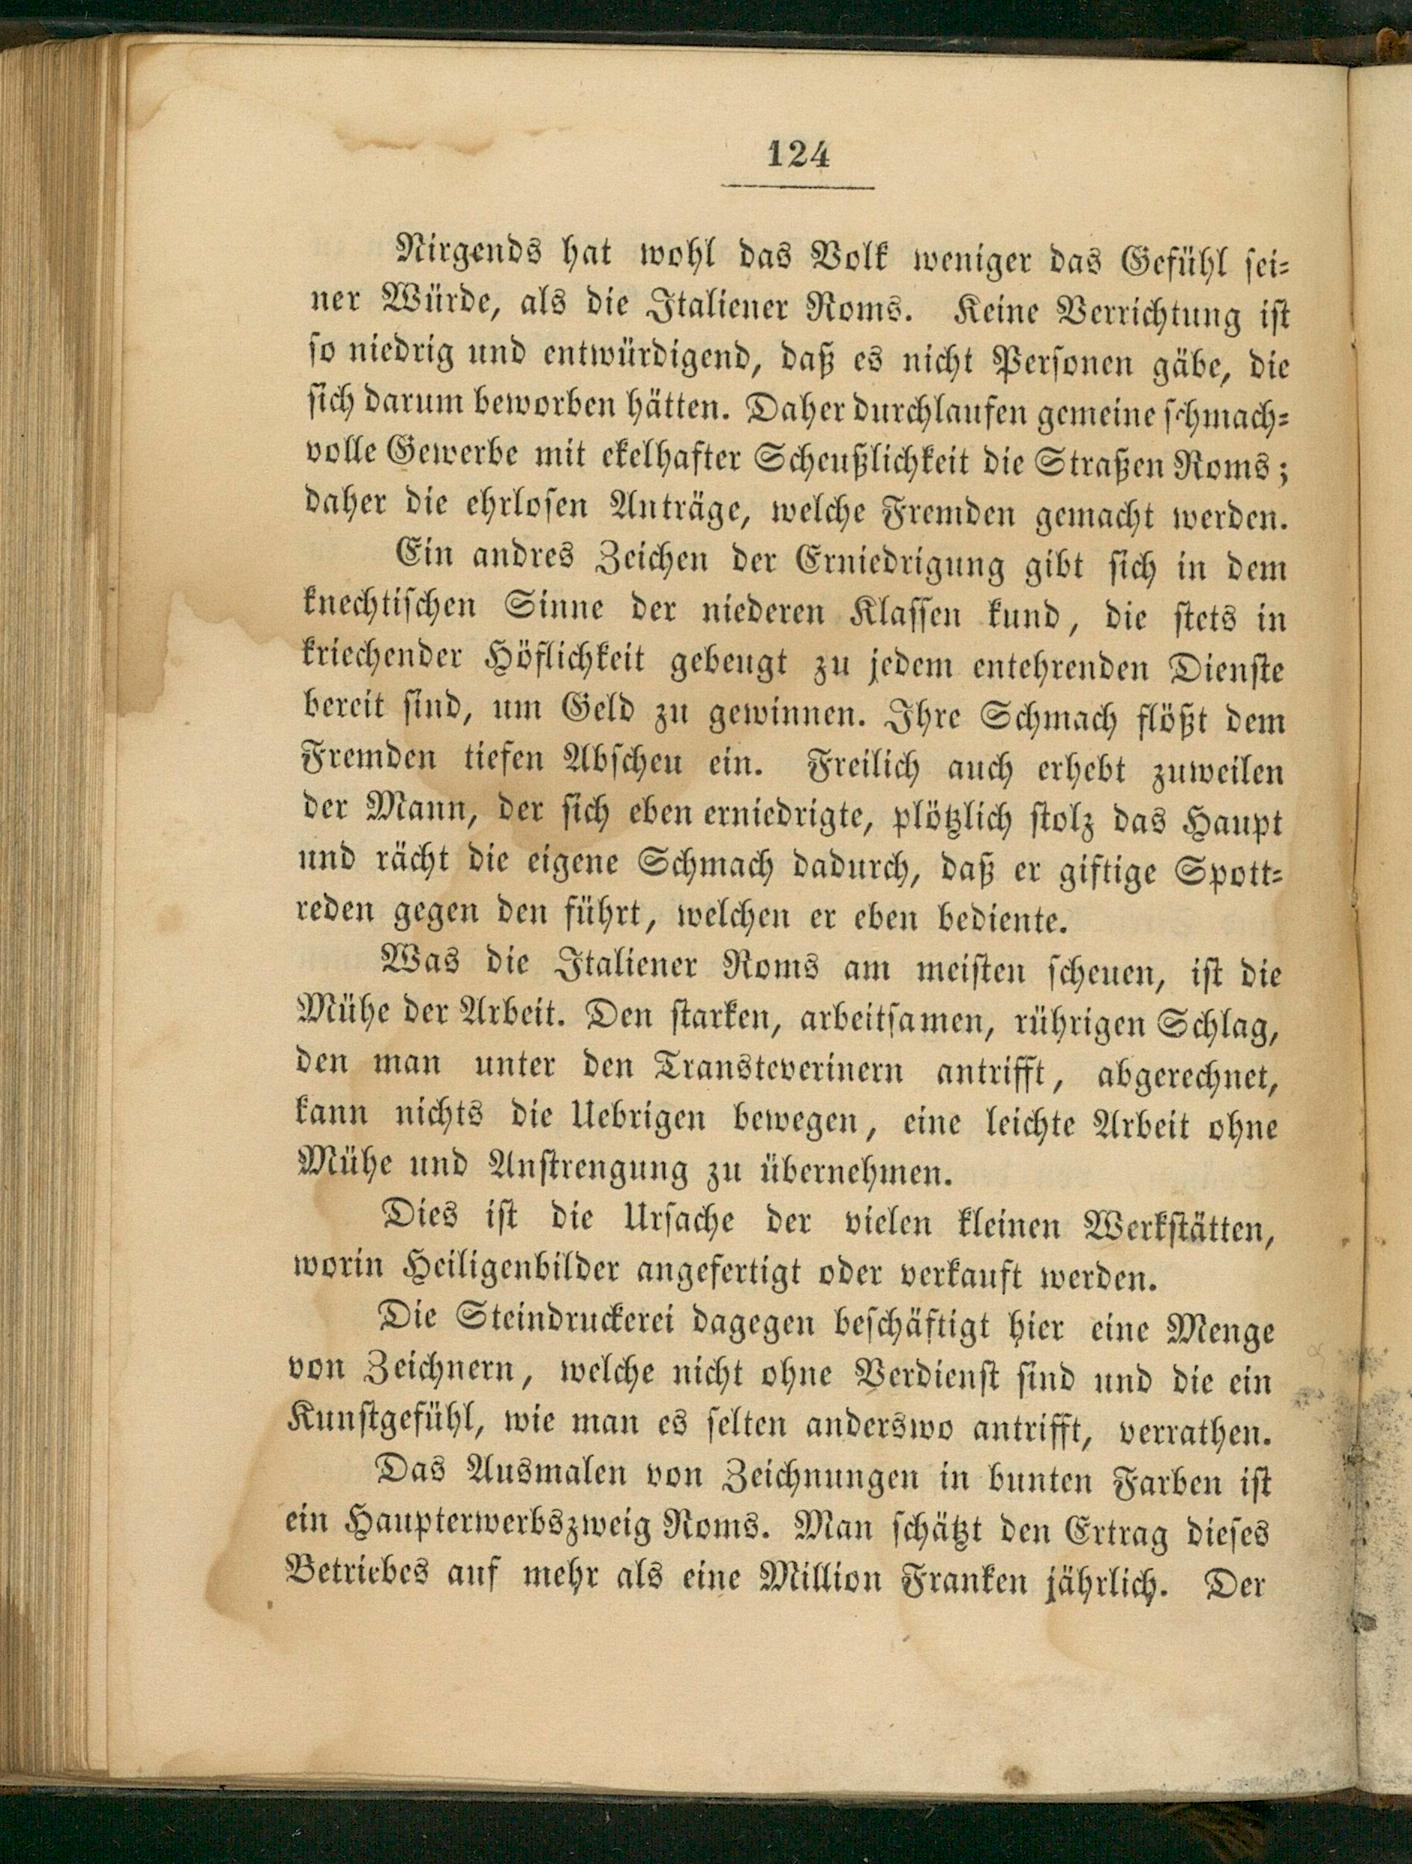 124
Nirgends hat wohl das Volk weniger das Gefühl sei-
ner Würde, als die Italiener Roms. Keine Verrichtung ist
so niedrig und entwürdigend, daß es nicht Personen gäbe, die
sich darum beworben hätten. Daher durchlaufen gemeine schmach-
volle Gewerbe mit ekelhafter Scheußlichkeit die Straßen Roms;
daher die ehrlosen Anträge, welche Fremden gemacht werden.
Ein andres Zeichen der Erniedrigung gibt sich in dem
knechtischen Sinne der niederen Klassen kund, die stets in
kriechender Höflichkeit gebeugt zu jedem entehrenden Dienste
bereit sind, um Geld zu gewinnen. Ihre Schmach flößt dem
Fremden tiefen Abscheu ein. Freilich auch erhebt zuweilen
der Mann, der sich eben erniedrigte, plötzlich stolz das Haupt
und rächt die eigene Schmach dadurch, daß er giftige Spott-
reden gegen den führt, welchen er eben bediente.
Was die Italiener Roms am meisten scheuen, ist die
Mühe der Arbeit. Den starken, arbeitsamen, rührigen Schlag,
den man unter den Transteverinern antrifft, abgerechnet,
kann nichts die Uebrigen bewegen, eine leichte Arbeit ohne
Mühe und Anstrengung zu übernehmen.
Dies ist die Ursache der vielen kleinen Werkstätten,
worin Heiligenbilder angefertigt oder verkauft werden.
Die Steindruckerei dagegen beschäftigt hier eine Menge
von Zeichnern, welche nicht ohne Verdienst sind und die ein
Kunstgefühl, wie man es selten anderswo antrifft, verrathen.
Das Ausmalen von Zeichnungen in bunten Farben ist
ein Haupterwerbszweig Roms. Man schätzt den Ertrag dieses
Betriebes auf mehr als eine Million Franken jährlich. Der